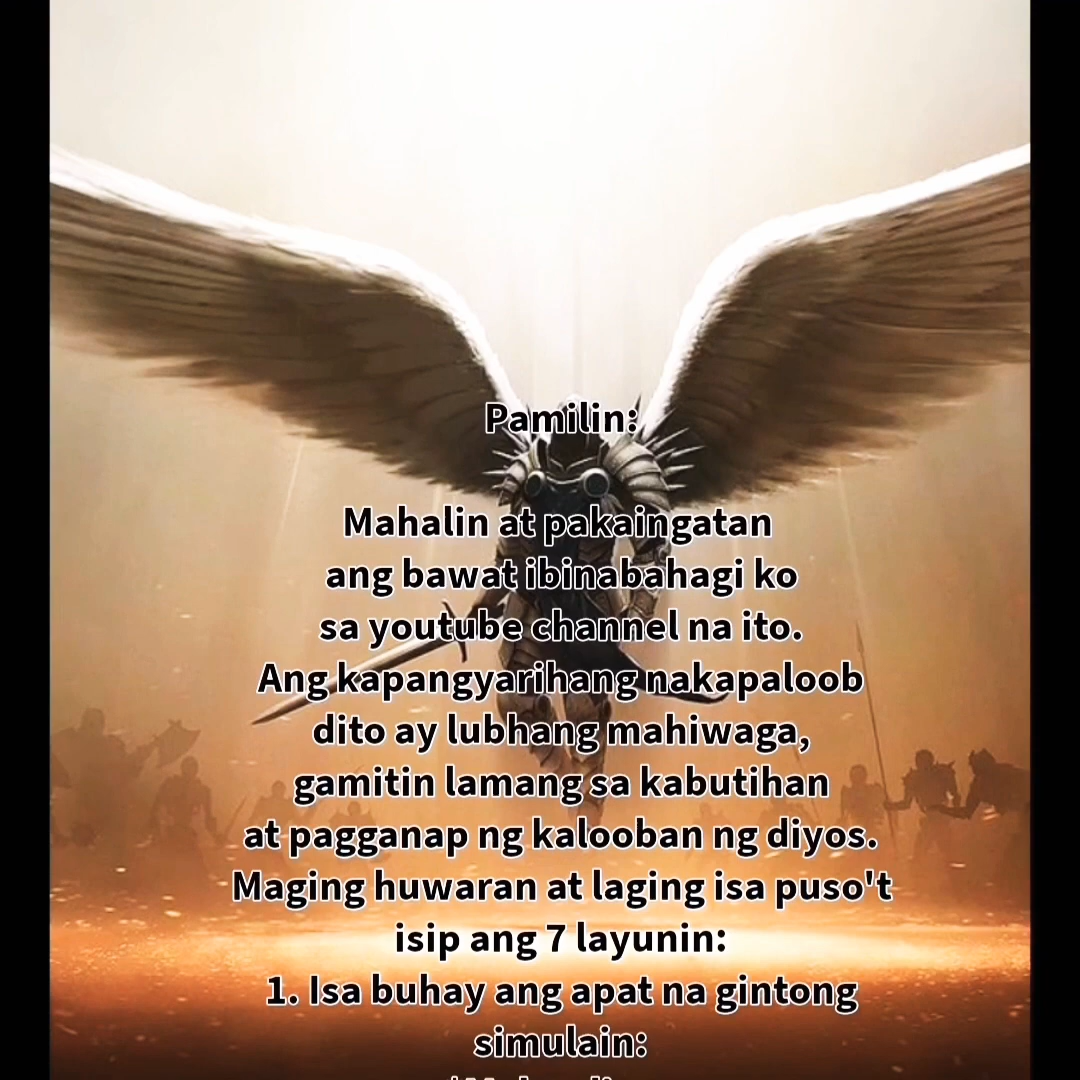 Pamilin:
Mahalin at pakaingatan
ang bawat ibinabahagi ko
sa youtube channel na ito.
Ang kapangyarihang nakapaloob
dito ay lubhang mahiwaga,
gamitin lamang sa kabutihan
at pagganap ng kalooban ng diyos.
Maging huwaran at laging isa puso't
isip ang 7 layunin:
1. Isa buhay ang apat na gintong
simulain: